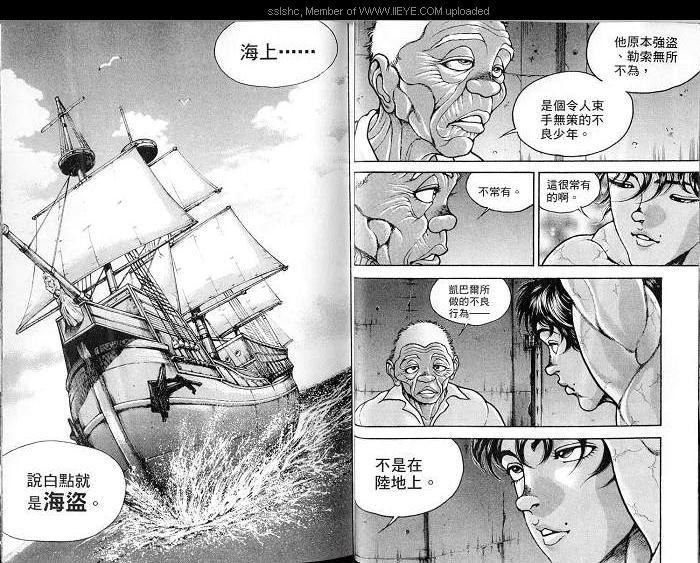 sslshc, Member of WWW.IIEYE.COM uploaded
他原本強盜
、勒索無所
不為，
是個令人束
手無策的不
良少年。
這很常有
的啊。
不常有。
凱巴爾所
做的不良
行為——
不是在
陸地上。
海上⋯⋯
說白點就
是海盜。